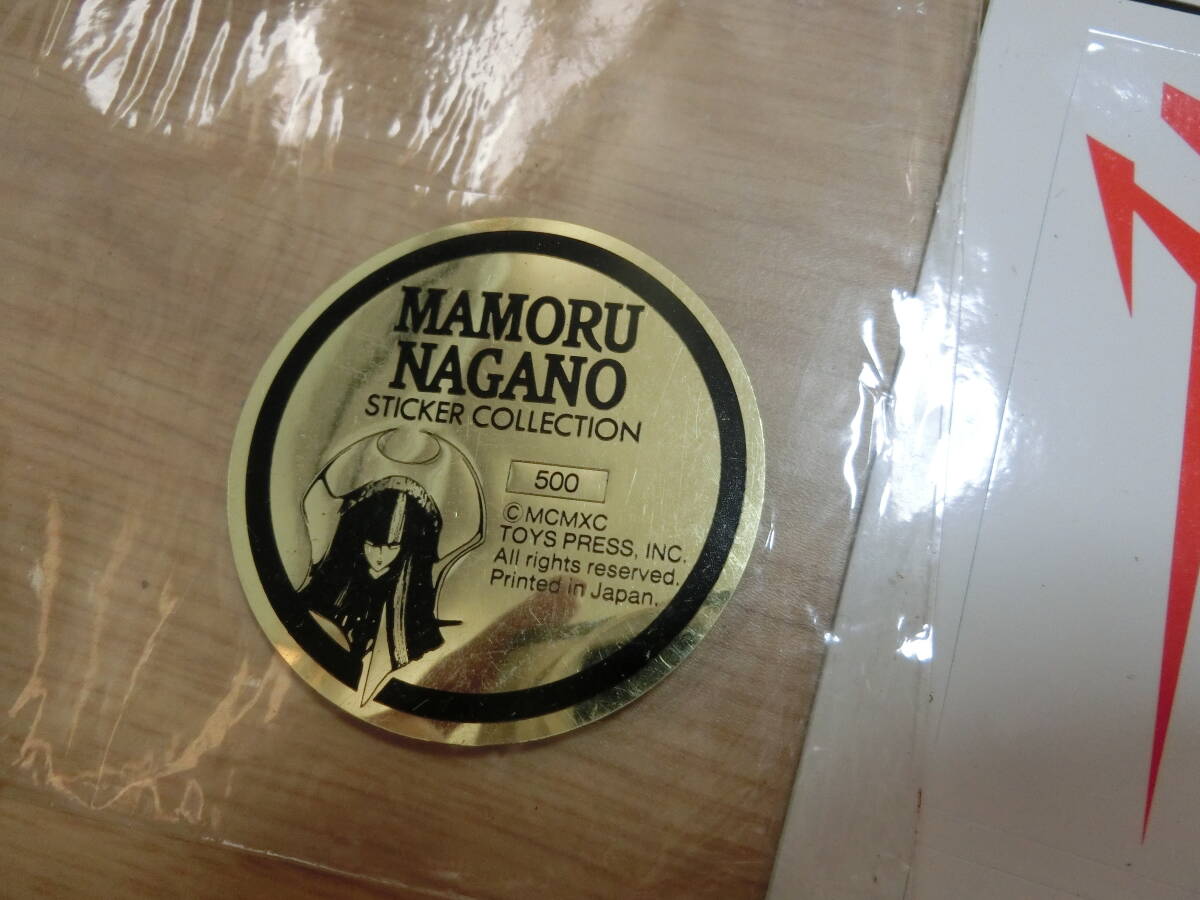 MAMORU
NAGANO
STICKER COLLECTION
500
©MCMXC
TOYS PRESS, INC.
All rights reserved.
Printed in Japan.